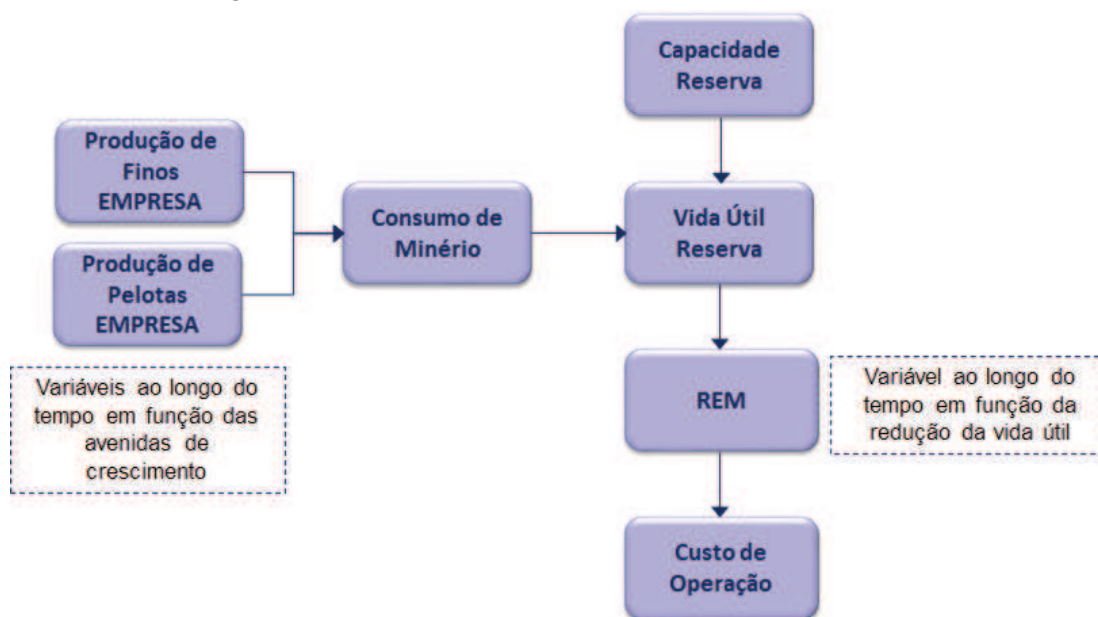 Capacidade
Reserva
Produção de
Finos
EMPRESA
Consumo de
Minério
Vida Útil
Reserva
Produção de
Pelotas
EMPRESA
Variáveis ao longo do
tempo em função das
avenidas de
crescimento
REM
Variável ao longo do
tempo em função da
redução da vida útil
Custo de
Operação